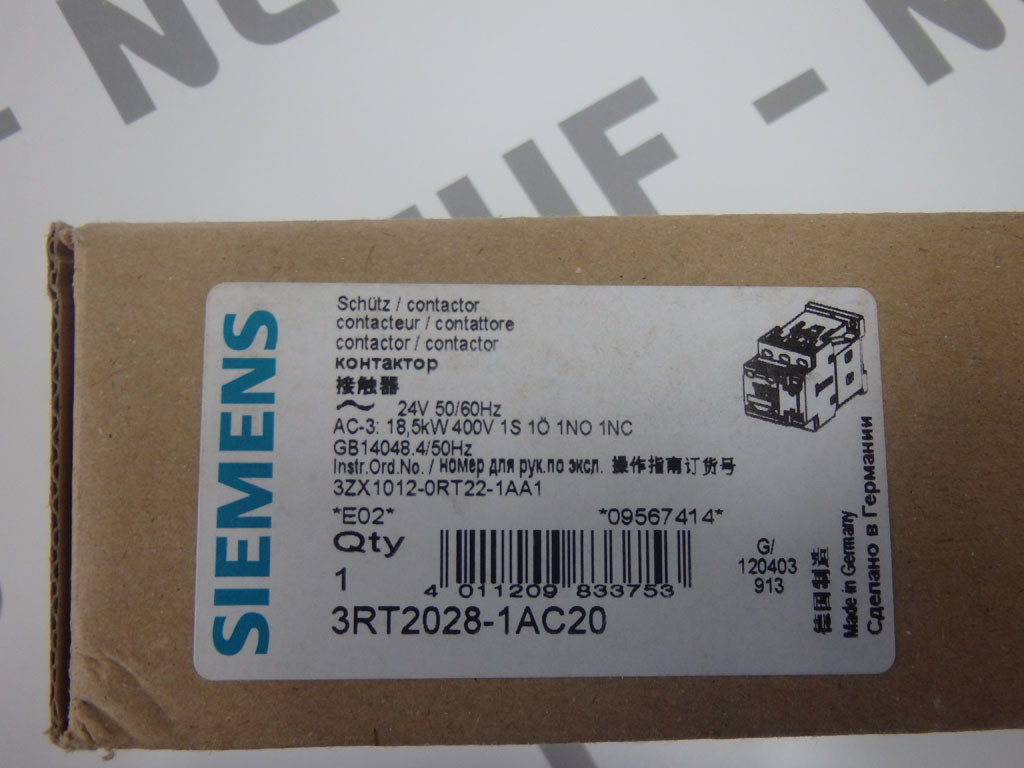 NEUF - N
SIEMENS
Schütz / contactor
contacteur / contattore
contactor / contactor
контактор
接触器
~ 24V 50/60Hz
AC-3: 18,5kW 400V 1S 1Ö 1NO 1NC
GB14048.4/50Hz
Instr.Ord.No. / номер для рук.по эксл. 操作指南订货号
3ZX1012-0RT22-1AA1
*E02* *09567414*
Qty
1
4 011209 833753
3RT2028-1AC20
G/
120403
913
德国制造
Made in Germany
Сделано в Германии